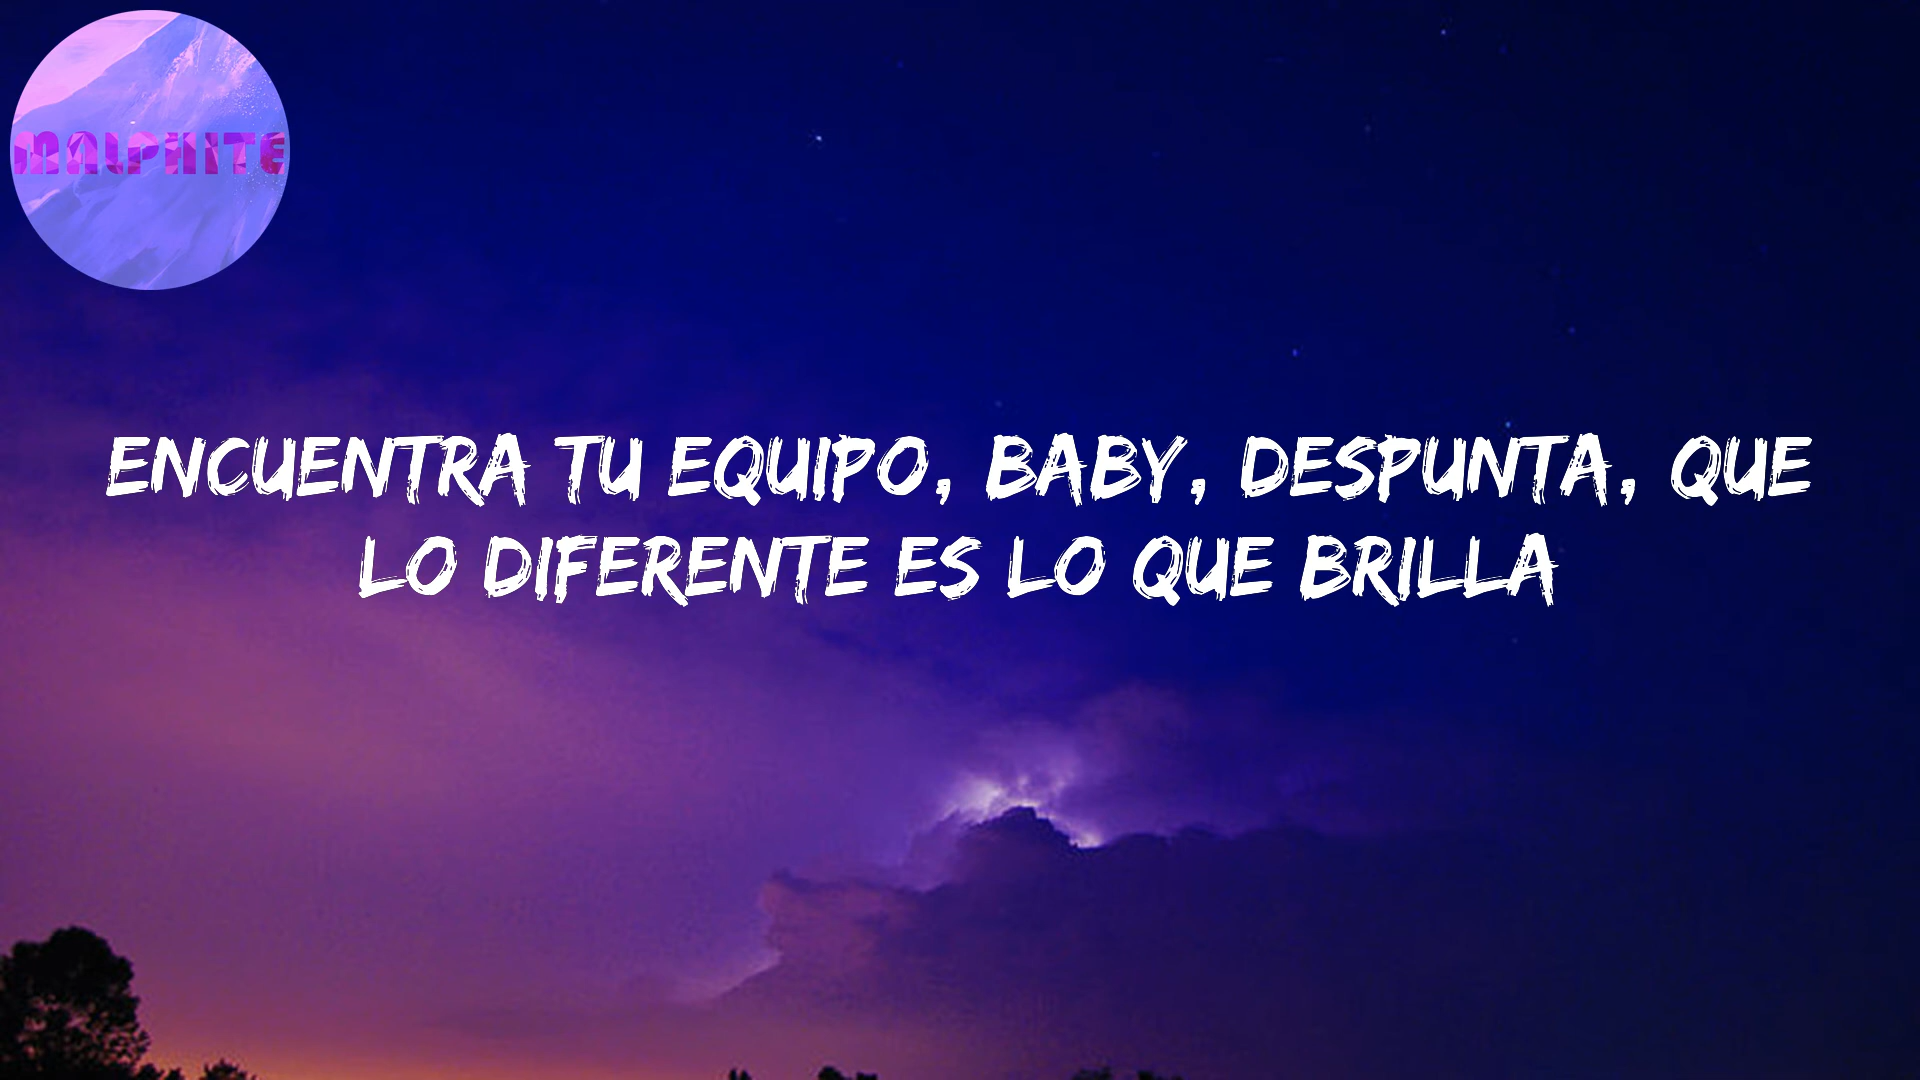 MALPHITE
ENCUENTRA TU EQUIPO, BABY, DESPUNTA, QUE
LO DIFERENTE ES LO QUE BRILLA